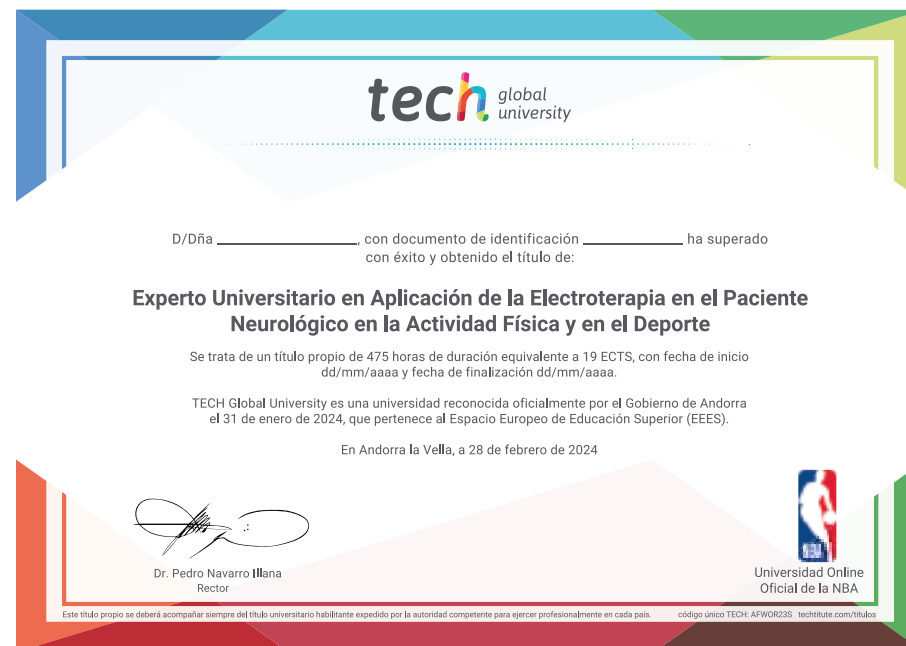 tech global university
D/Dña ____________, con documento de identificación ____________ ha superado
con éxito y obtenido el título de:
Experto Universitario en Aplicación de la Electroterapia en el Paciente
Neurológico en la Actividad Física y en el Deporte
Se trata de un título propio de 475 horas de duración equivalente a 19 ECTS, con fecha de inicio
dd/mm/aaaa y fecha de finalización dd/mm/aaaa.
TECH Global University es una universidad reconocida oficialmente por el Gobierno de Andorra
el 31 de enero de 2024, que pertenece al Espacio Europeo de Educación Superior (EEES).
En Andorra la Vella, a 28 de febrero de 2024
NBA
Dr. Pedro Navarro Illana
Rector
Universidad Online
Oficial de la NBA
Este título propio se deberá acompañar siempre del título universitario habilitante expedido por la autoridad competente para ejercer profesionalmente en cada país. código único TECH: AFWOR23S techtitute.com/titulos